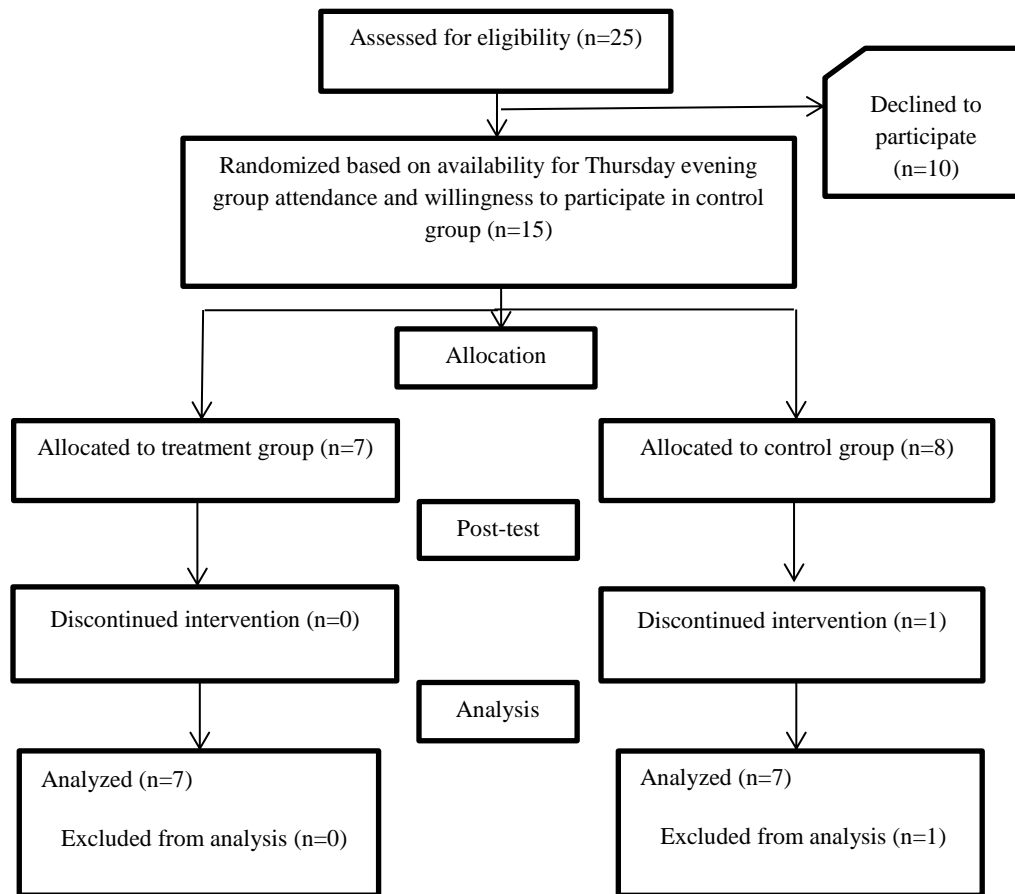 Assessed for eligibility (n=25)
Declined to
participate
(n=10)
Randomized based on availability for Thursday evening
group attendance and willingness to participate in control
group (n=15)
Allocation
Allocated to treatment group (n=7)
Allocated to control group (n=8)
Post-test
Discontinued intervention (n=0)
Discontinued intervention (n=1)
Analysis
Analyzed (n=7)
Excluded from analysis (n=0)
Analyzed (n=7)
Excluded from analysis (n=1)